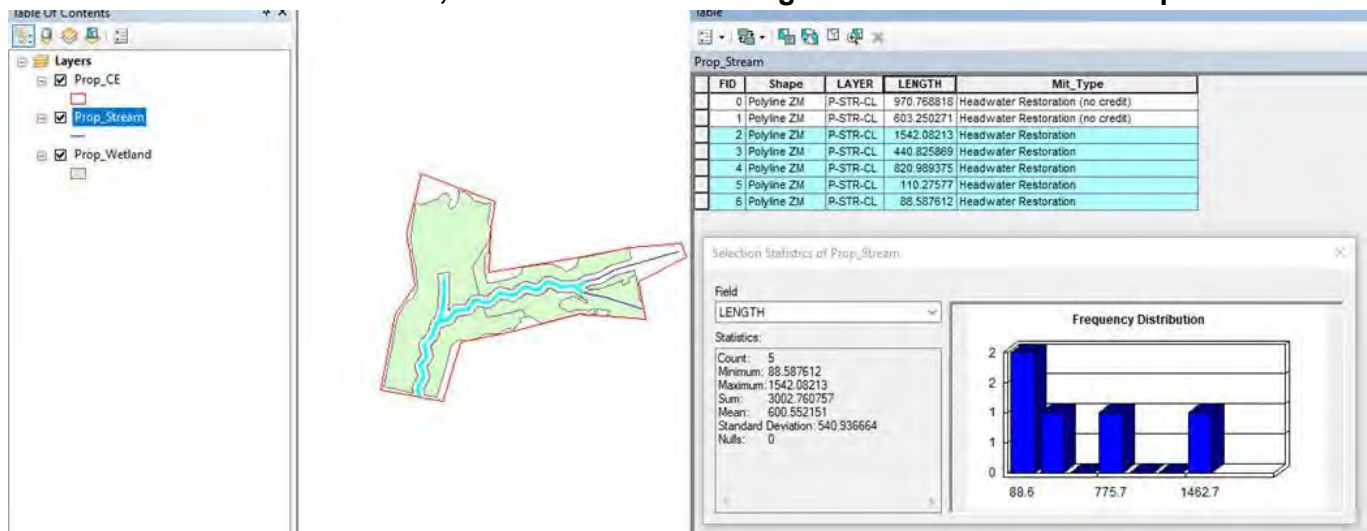 Table Of Contents
Layers
Prop_CE
Prop_Stream
Prop_Wetland
Table
Prop_Stream
FID Shape LAYER LENGTH Mit_Type
0 Polyline ZM P-STR-CL 970.768818 Headwater Restoration (no credit)
1 Polyline ZM P-STR-CL 603.250271 Headwater Restoration (no credit)
2 Polyline ZM P-STR-CL 1542.08213 Headwater Restoration
3 Polyline ZM P-STR-CL 440.825869 Headwater Restoration
4 Polyline ZM P-STR-CL 820.989375 Headwater Restoration
5 Polyline ZM P-STR-CL 110.27577 Headwater Restoration
6 Polyline ZM P-STR-CL 88.587612 Headwater Restoration
Selection Statistics of Prop_Stream
Field
LENGTH
Statistics:
Count: 5
Minimum: 88.587612
Maximum: 1542.08213
Sum: 3002.760757
Mean: 600.552151
Standard Deviation: 540.936664
Nulls: 0
Frequency Distribution
2
2
1
1
0
88.6 775.7 1462.7